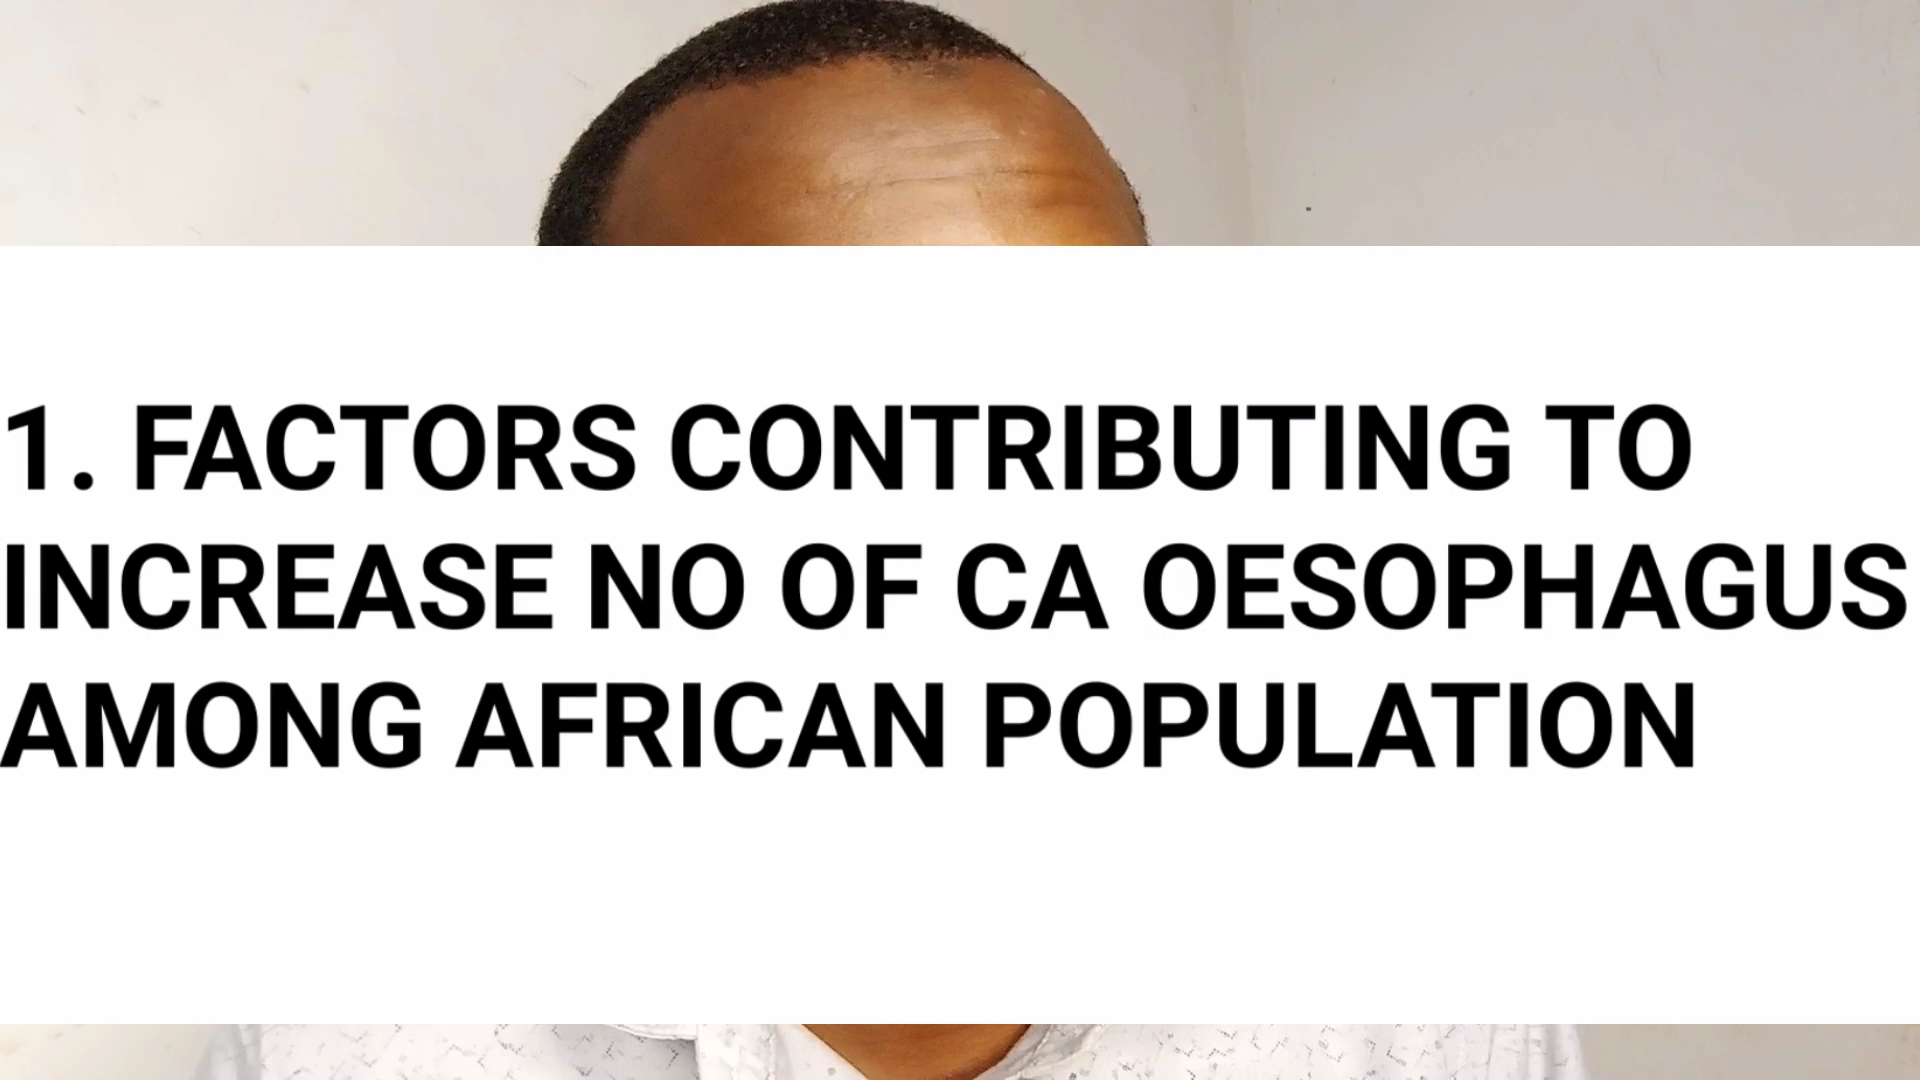 1. FACTORS CONTRIBUTING TO
INCREASE NO OF CA OESOPHAGUS
AMONG AFRICAN POPULATION